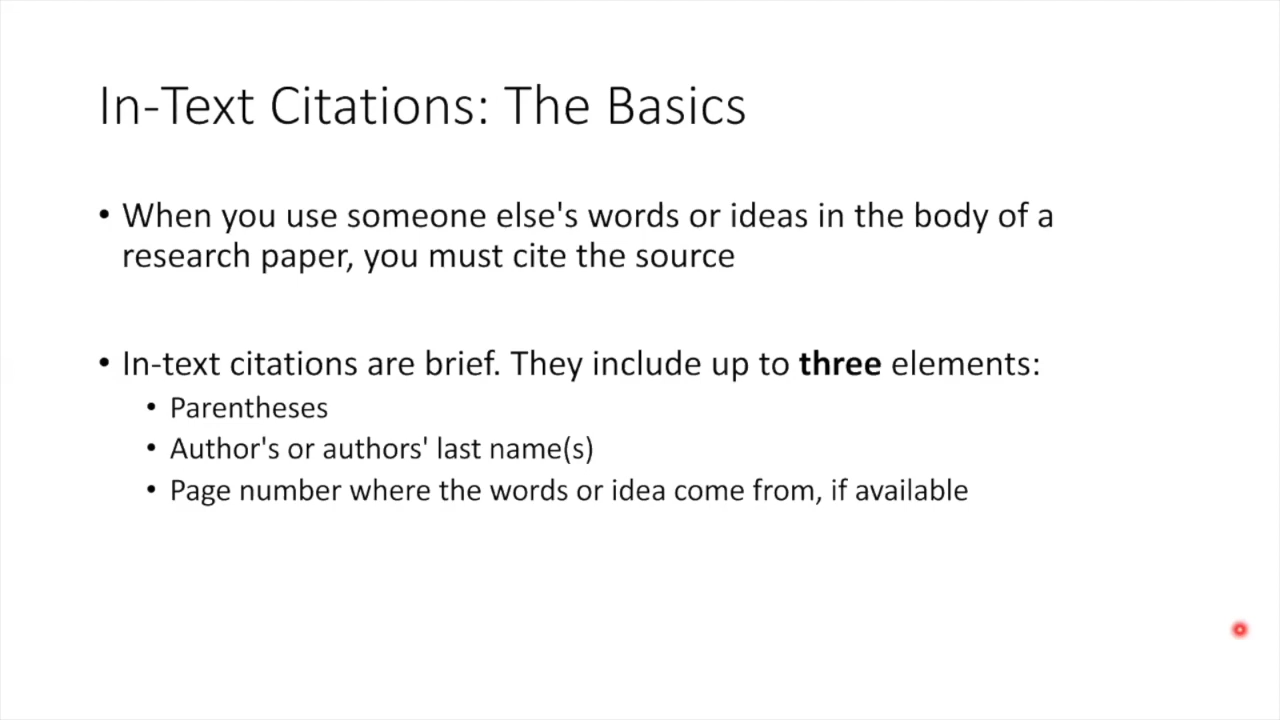 In-Text Citations: The Basics
• When you use someone else's words or ideas in the body of a
research paper, you must cite the source
• In-text citations are brief. They include up to three elements:
• Parentheses
• Author's or authors' last name(s)
• Page number where the words or idea come from, if available